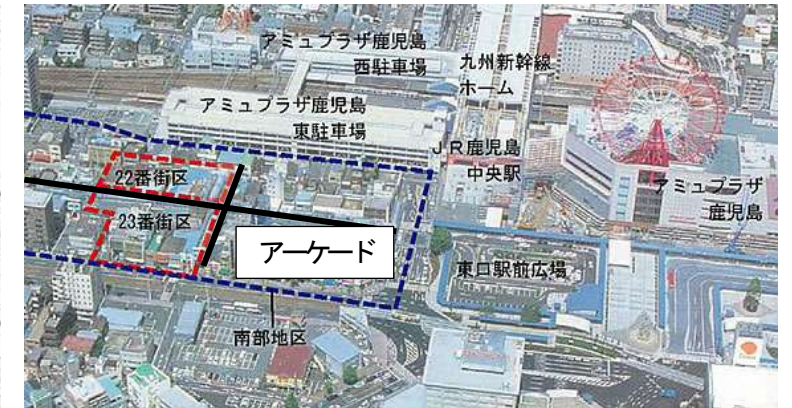 アミュプラザ鹿児島
西駐車場
九州新幹線
ホーム
アミュプラザ鹿児島
東駐車場
JR鹿児島
中央駅
22番街区
アミュプラザ
鹿児島
23番街区
アーケード
東口駅前広場
南部地区